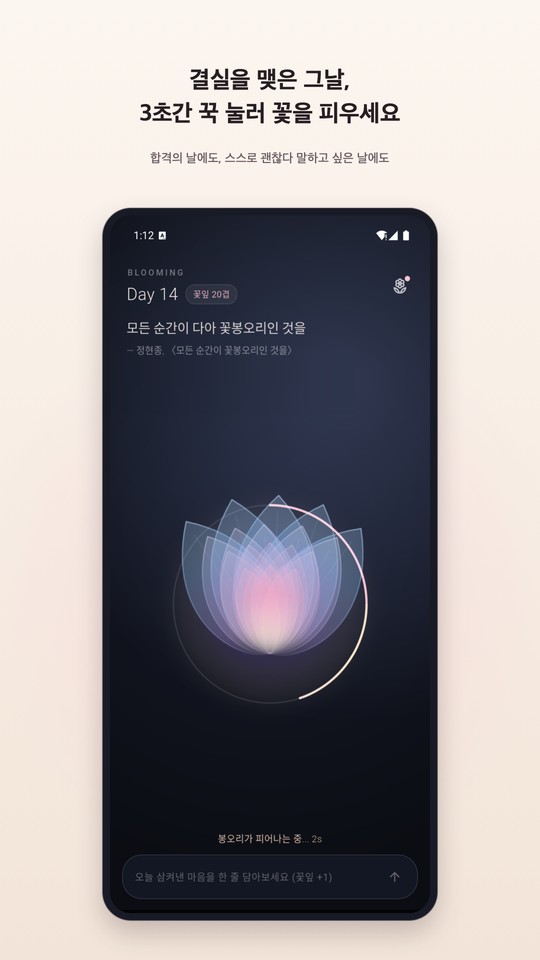 결실을 맺은 그날,
3초간 꾹 눌러 꽃을 피우세요
합격의 날에도, 스스로 괜찮다 말하고 싶은 날에도
1:12 A
BLOOMING
Day 14 꽃잎 20겹
모든 순간이 다아 꽃봉오리인 것을
— 정현종, 〈모든 순간이 꽃봉오리인 것을〉
봉오리가 피어나는 중... 2s
오늘 삼켜낸 마음을 한 줄 담아보세요 (꽃잎 +1)